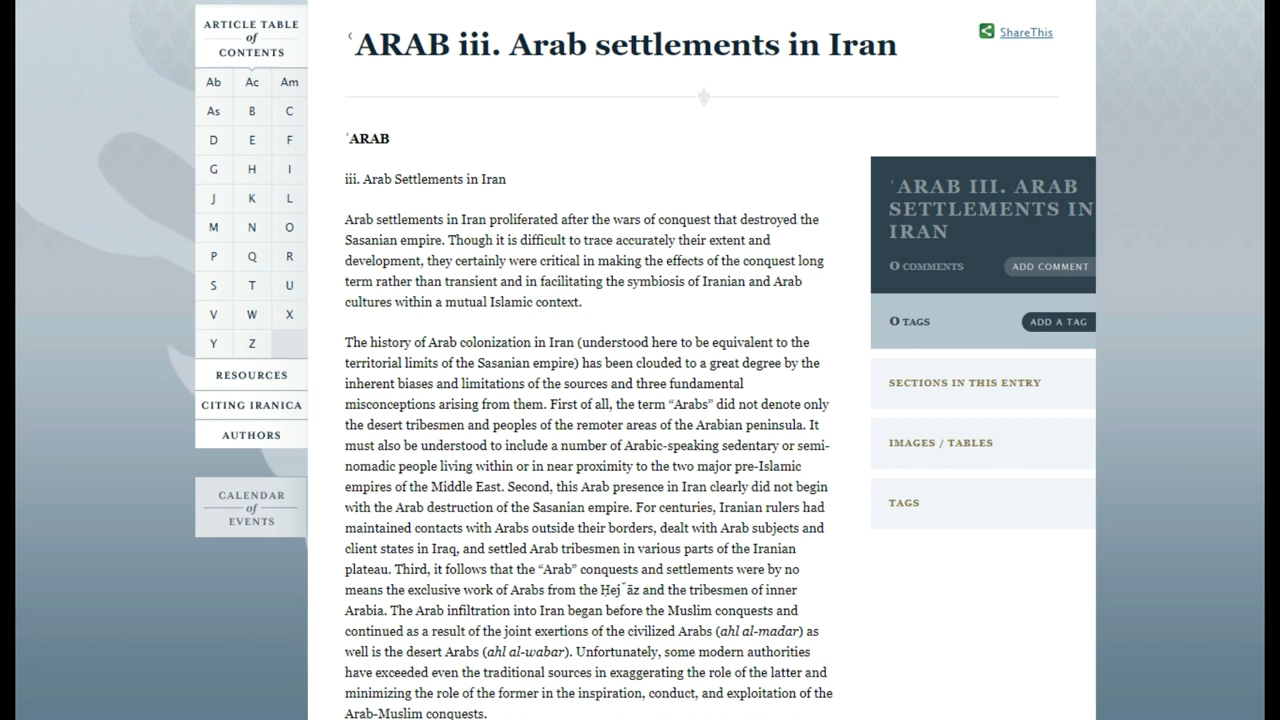 ARTICLE TABLE
of
CONTENTS
Ab Ac Am
As B C
D E F
G H I
J K L
M N O
P Q R
S T U
V W X
Y Z
RESOURCES
CITING IRANICA
AUTHORS
CALENDAR
of
EVENTS
ʿARAB iii. Arab settlements in Iran
ShareThis
ʿARAB
iii. Arab Settlements in Iran
Arab settlements in Iran proliferated after the wars of conquest that destroyed the
Sasanian empire. Though it is difficult to trace accurately their extent and
development, they certainly were critical in making the effects of the conquest long
term rather than transient and in facilitating the symbiosis of Iranian and Arab
cultures within a mutual Islamic context.
The history of Arab colonization in Iran (understood here to be equivalent to the
territorial limits of the Sasanian empire) has been clouded to a great degree by the
inherent biases and limitations of the sources and three fundamental
misconceptions arising from them. First of all, the term “Arabs” did not denote only
the desert tribesmen and peoples of the remoter areas of the Arabian peninsula. It
must also be understood to include a number of Arabic-speaking sedentary or semi-
nomadic people living within or in near proximity to the two major pre-Islamic
empires of the Middle East. Second, this Arab presence in Iran clearly did not begin
with the Arab destruction of the Sasanian empire. For centuries, Iranian rulers had
maintained contacts with Arabs outside their borders, dealt with Arab subjects and
client states in Iraq, and settled Arab tribesmen in various parts of the Iranian
plateau. Third, it follows that the “Arab” conquests and settlements were by no
means the exclusive work of Arabs from the Ḥejˇāz and the tribesmen of inner
Arabia. The Arab infiltration into Iran began before the Muslim conquests and
continued as a result of the joint exertions of the civilized Arabs (ahl al-madar) as
well is the desert Arabs (ahl al-wabar). Unfortunately, some modern authorities
have exceeded even the traditional sources in exaggerating the role of the latter and
minimizing the role of the former in the inspiration, conduct, and exploitation of the
Arab-Muslim conquests.
ʿARAB III. ARAB
SETTLEMENTS IN
IRAN
0 COMMENTS ADD COMMENT
0 TAGS ADD A TAG
SECTIONS IN THIS ENTRY
IMAGES / TABLES
TAGS